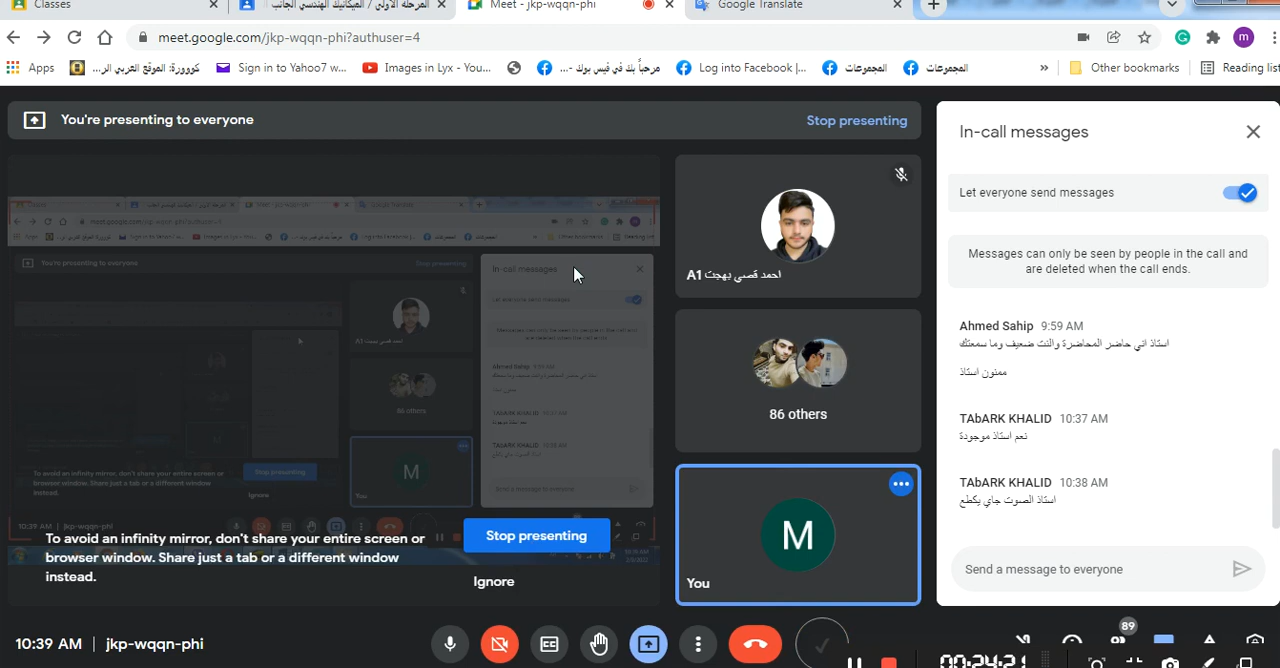 Classes
المرحلة الأولى / الميكانيك الهندسي الجانب
Meet - jkp-wqqn-phi
Google Translate
meet.google.com/jkp-wqqn-phi?authuser=4
Apps
كووورة: الموقع العربي الر...
Sign in to Yahoo7 w...
Images in Lyx - You...
مرحباً بك في فيس بوك -...
Log into Facebook |...
المجموعات
المجموعات
»
Other bookmarks
Reading list
You're presenting to everyone
Stop presenting
In-call messages
Let everyone send messages
Messages can only be seen by people in the call and
are deleted when the call ends.
A1 احمد قصي بهجت
86 others
Ahmed Sahip 9:59 AM
استاذ اني حاضر المحاضرة والنت ضعيف وما سمعتك
ممنون استاذ
TAbARK KHALID 10:37 AM
نعم استاذ موجودة
TAbARK KHALID 10:38 AM
استاذ الصوت جاي يكطع
M
You
To avoid an infinity mirror, don't share your entire screen or
browser window. Share just a tab or a different window
instead.
Stop presenting
Ignore
Send a message to everyone
10:39 AM | jkp-wqqn-phi
89
00:24:21